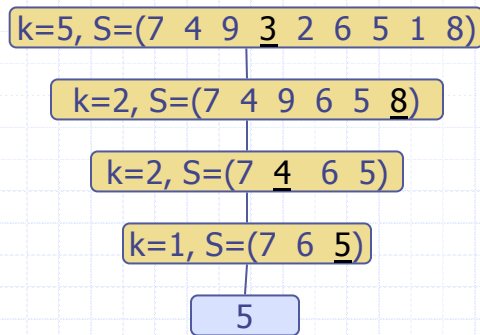 k=5, S=(7 4 9 3 2 6 5 1 8)
k=2, S=(7 4 9 6 5 8)
k=2, S=(7 4 6 5)
k=1, S=(7 6 5)
5